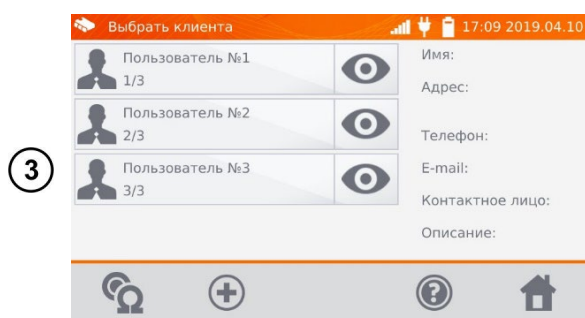 Выбрать клиента
17:09 2019.04.10
Пользователь №1
1/3
Пользователь №2
2/3
3
Пользователь №3
3/3
Имя:
Адрес:
Телефон:
E-mail:
Контактное лицо:
Описание: